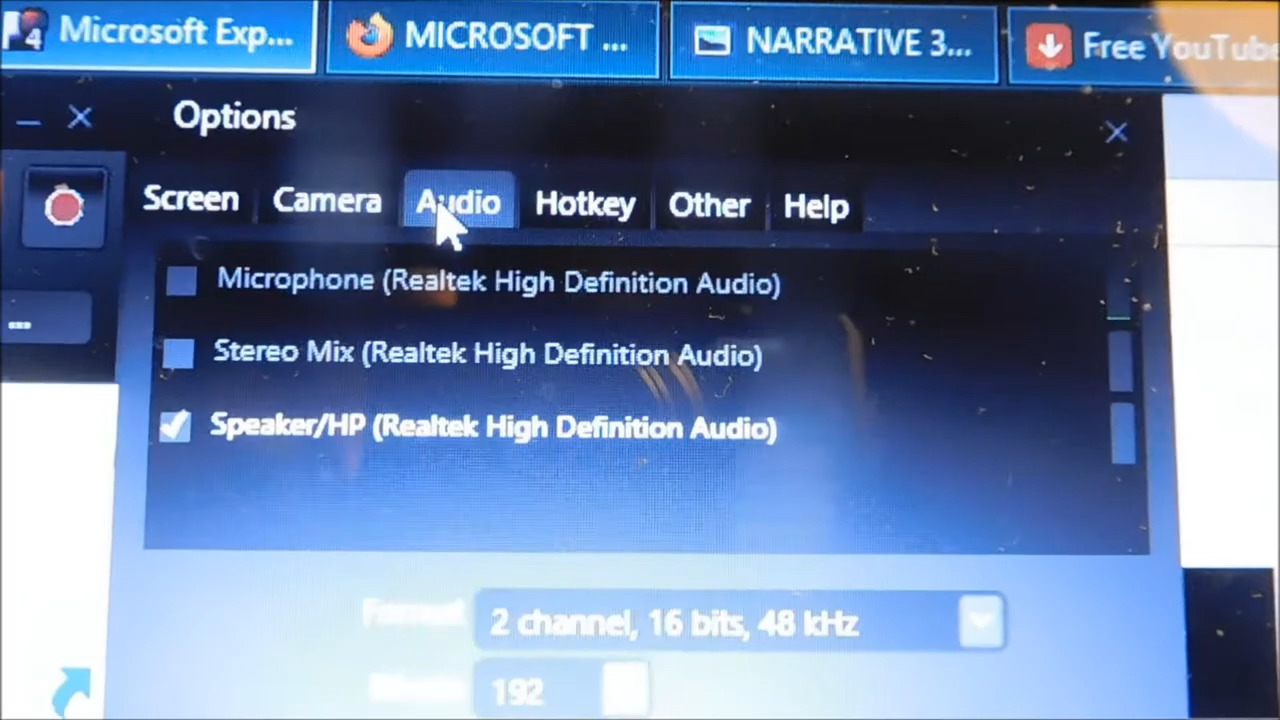 Microsoft Exp...
MICROSOFT ...
NARRATIVE 3...
Free YouTube
Options
Screen
Camera
Audio
Hotkey
Other
Help
Microphone (Realtek High Definition Audio)
Stereo Mix (Realtek High Definition Audio)
Speaker/HP (Realtek High Definition Audio)
...
Format
2 channel, 16 bits, 48 kHz
192